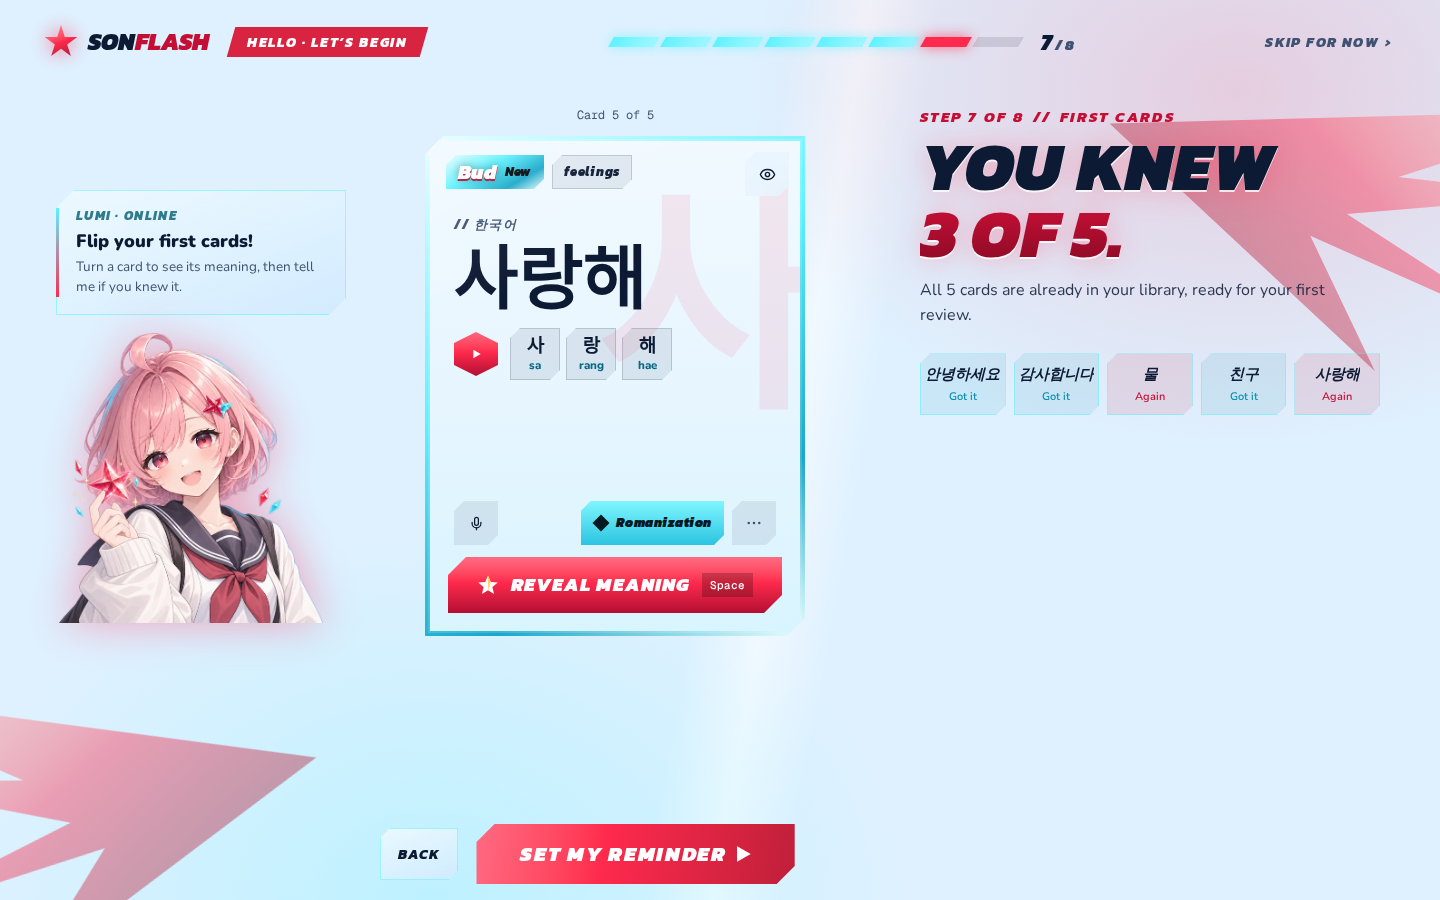 SONFLASH
HELLO · LET'S BEGIN
7 / 8
SKIP FOR NOW >
LUMI · ONLINE
Flip your first cards!
Turn a card to see its meaning, then tell
me if you knew it.
Card 5 of 5
Bud New
feelings
// 한국어
사랑해
사
사 랑 해
sa rang hae
Romanization
REVEAL MEANING Space
STEP 7 OF 8 // FIRST CARDS
YOU KNEW
3 OF 5.
All 5 cards are already in your library, ready for your first
review.
안녕하세요 감사합니다 물 친구 사랑해
Got it Got it Again Got it Again
BACK
SET MY REMINDER